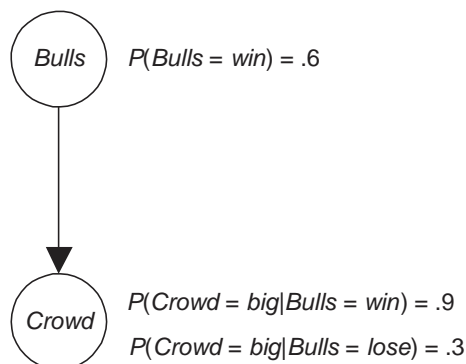 Bulls P(Bulls = win) = .6
P(Crowd = big|Bulls = win) = .9
Crowd
P(Crowd = big|Bulls = lose) = .3